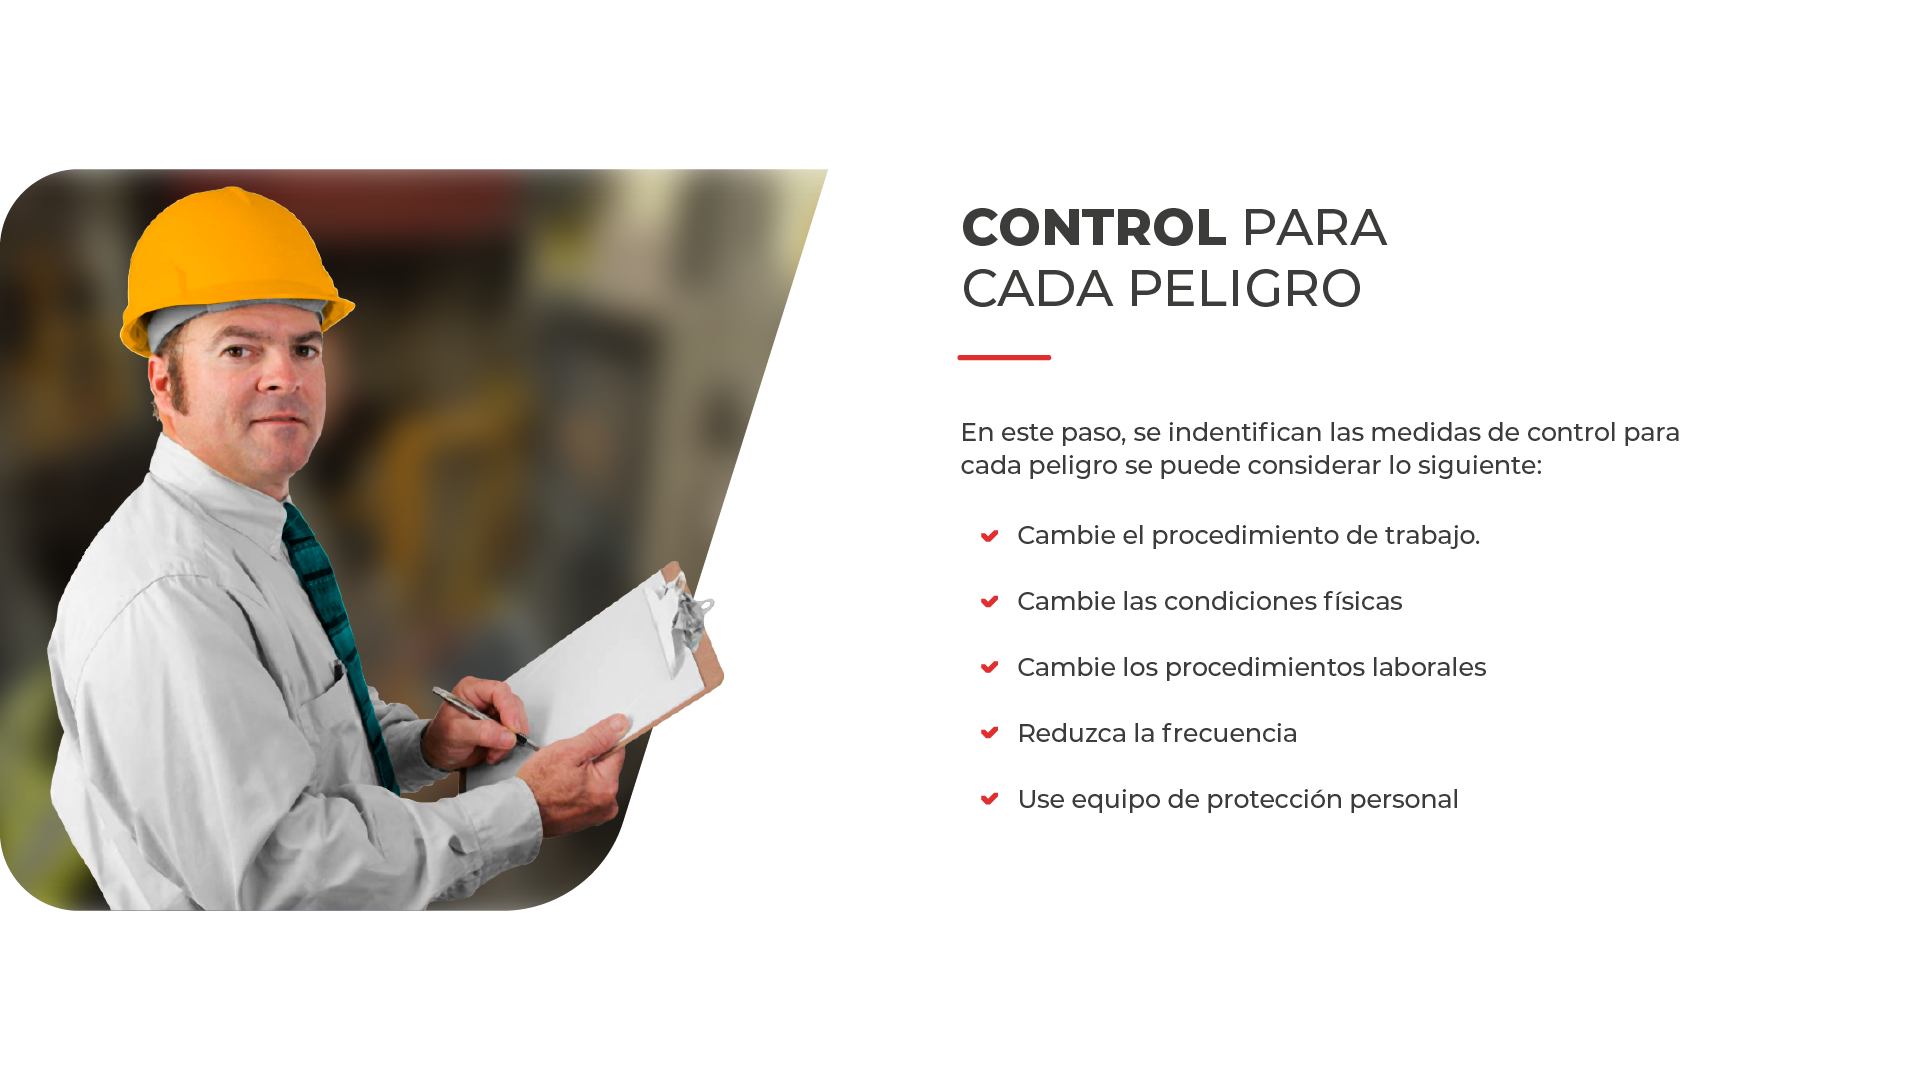 CONTROL PARA
CADA PELIGRO
En este paso, se indentifican las medidas de control para
cada peligro se puede considerar lo siguiente:
Cambie el procedimiento de trabajo.
Cambie las condiciones físicas
Cambie los procedimientos laborales
Reduzca la frecuencia
Use equipo de protección personal